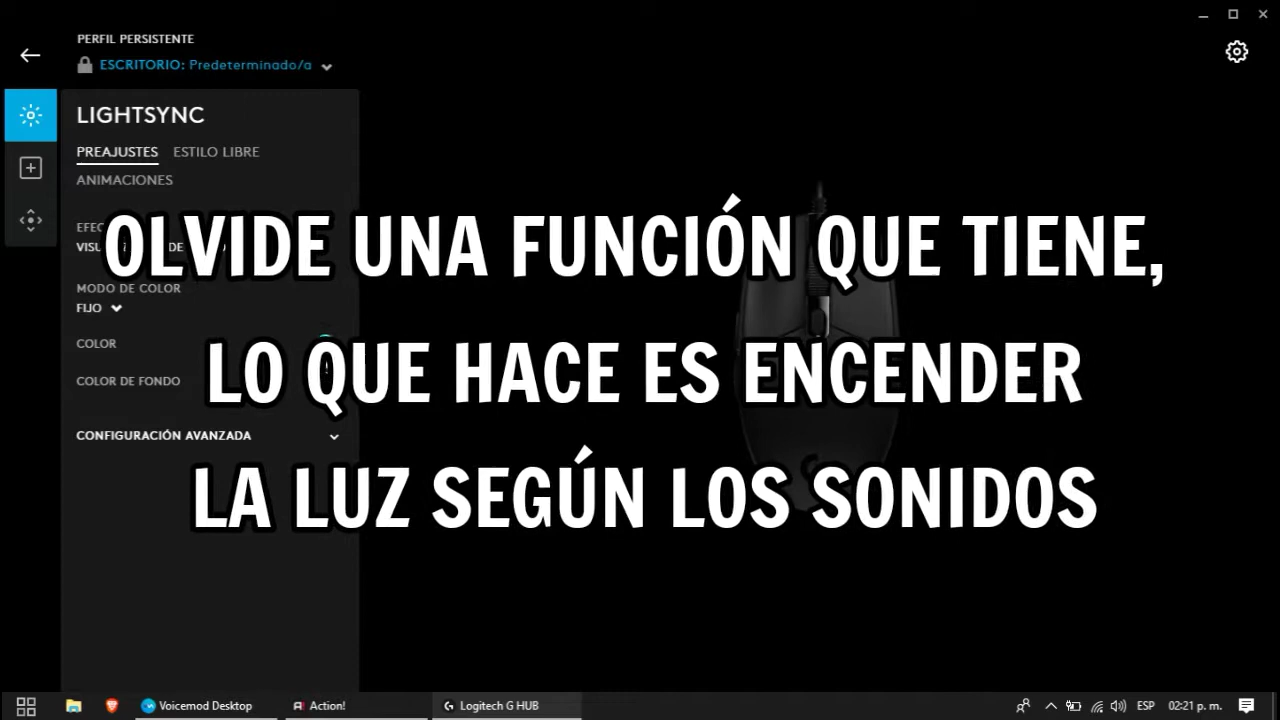 PERFIL PERSISTENTE
ESCRITORIO: Predeterminado/a
LIGHTSYNC
PREAJUSTES ESTILO LIBRE
ANIMACIONES
OLVIDE UNA FUNCIÓN QUE TIENE,
MODO DE COLOR
FIJO
COLOR
LO QUE HACE ES ENCENDER
COLOR DE FONDO
CONFIGURACIÓN AVANZADA
LA LUZ SEGÚN LOS SONIDOS
Voicemod Desktop Action! Logitech G HUB ESP 02:21 p. m.